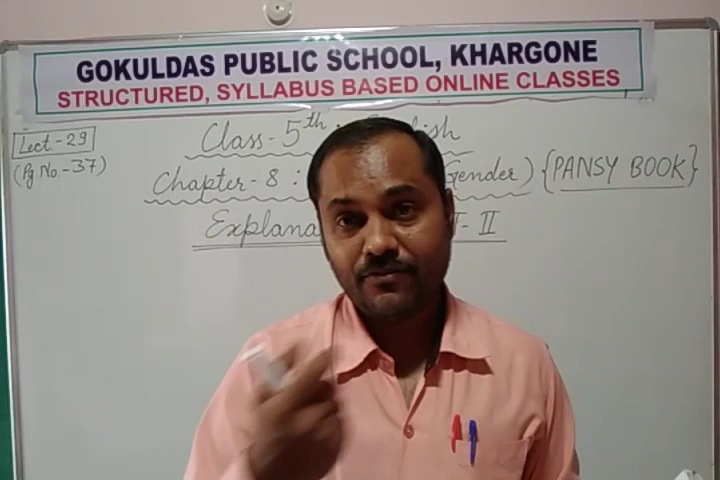 GOKULDAS PUBLIC SCHOOL, KHARGONE
STRUCTURED, SYLLABUS BASED ONLINE CLASSES
Lect.-29
(Pg No.-37)
Class-5th
Chapter-8 : Gender) {PANSY BOOK}
- II